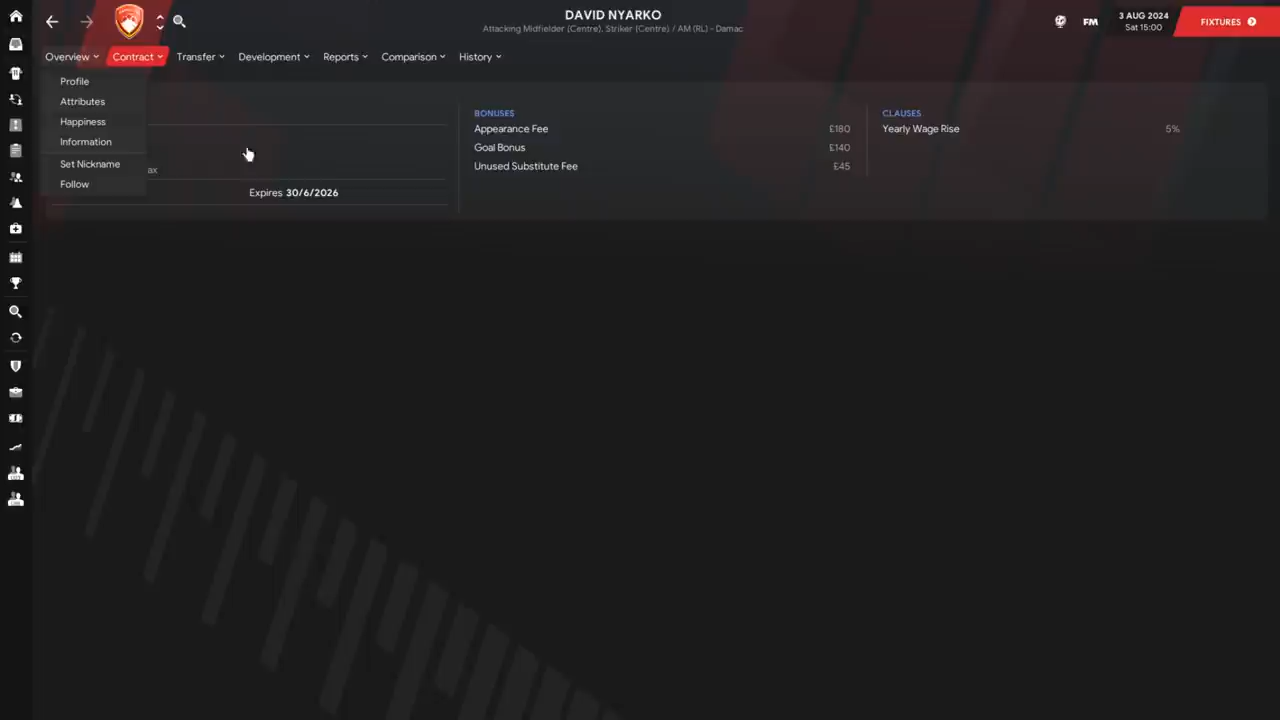 DAVID NYARKO
Attacking Midfielder (Centre), Striker (Centre) / AM (RL) - Damac
FM
3 AUG 2024
Sat 15:00
FIXTURES
Overview
Contract
Transfer
Development
Reports
Comparison
History
Profile
Attributes
Happiness
Information
Set Nickname
Follow
ax
Expires 30/6/2026
BONUSES
Appearance Fee £180
Goal Bonus £140
Unused Substitute Fee £45
CLAUSES
Yearly Wage Rise 5%